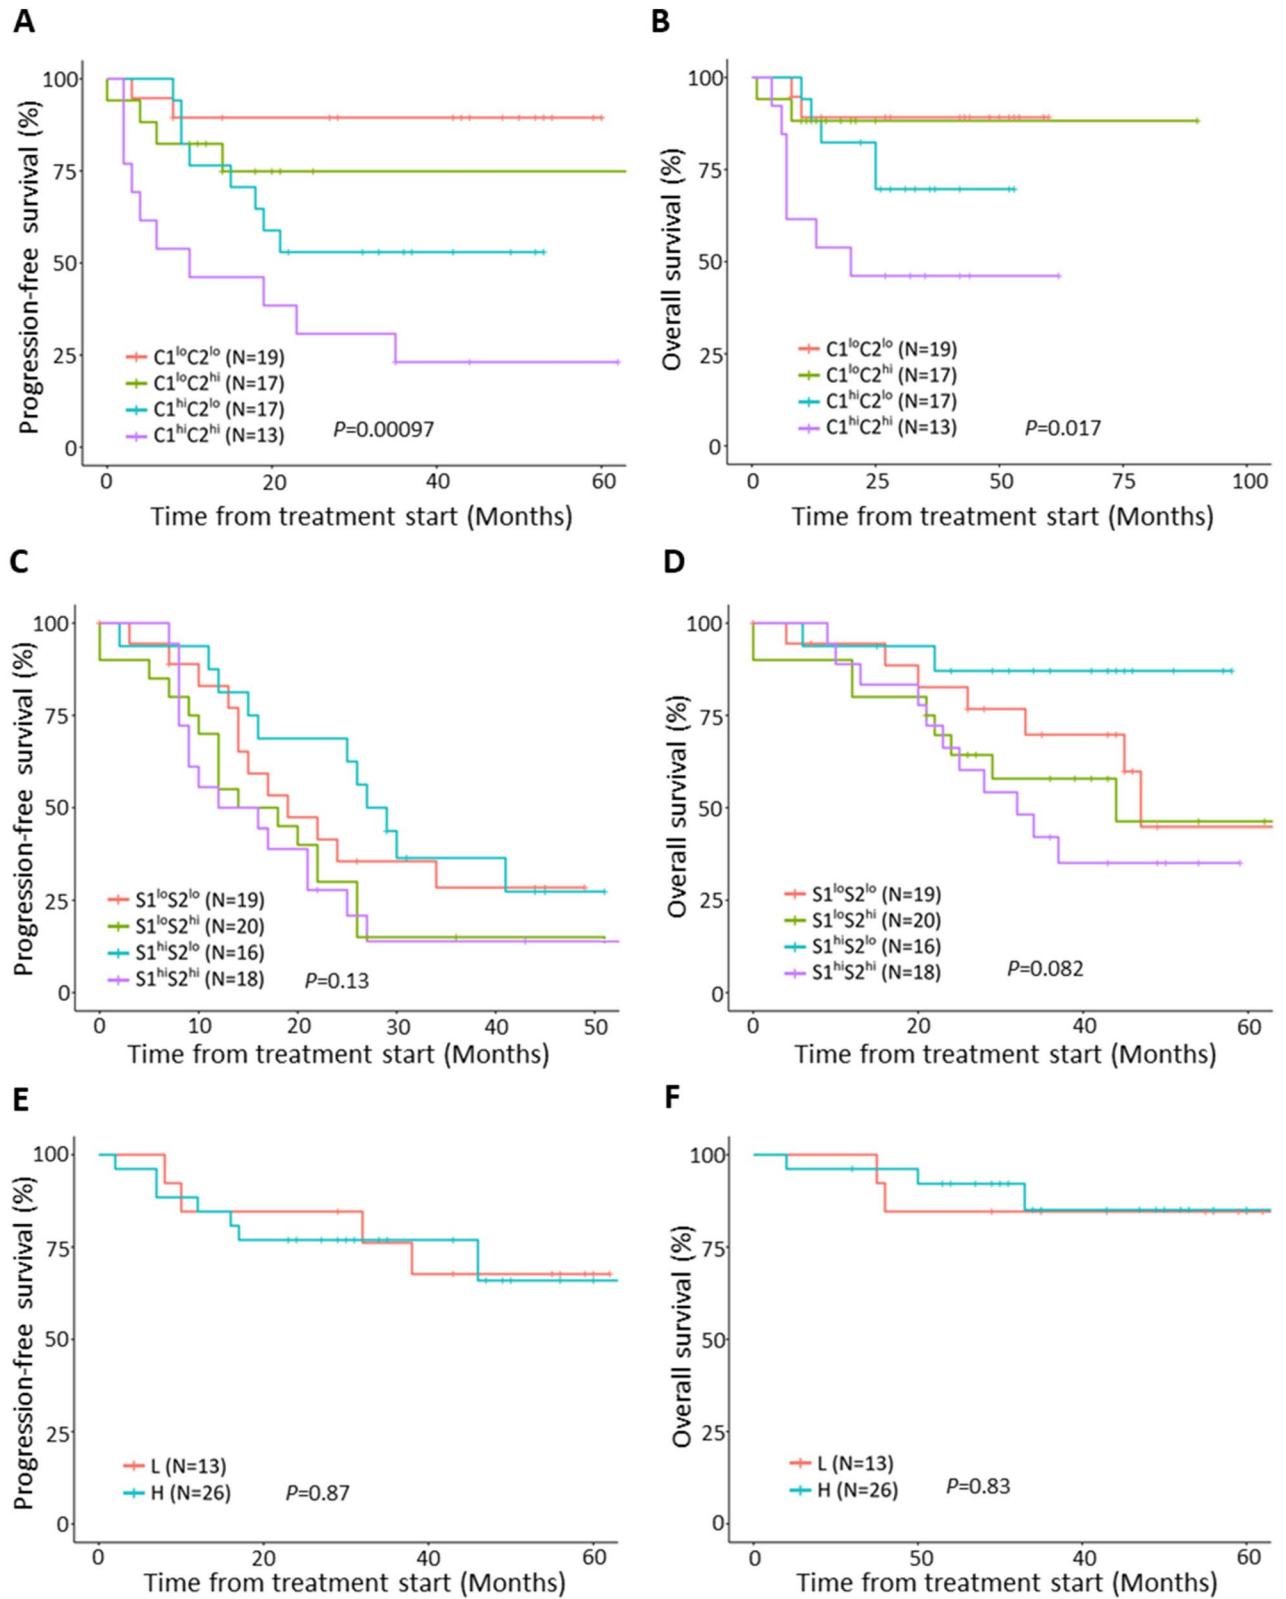 A
Progression-free survival (%)
100
75
50
25
0
C1loC2lo (N=19)
C1loC2hi (N=17)
C1hiC2lo (N=17)
C1hiC2hi (N=13)
P=0.00097
0 20 40 60
Time from treatment start (Months)
B
Overall survival (%)
100
75
50
25
0
C1loC2lo (N=19)
C1loC2hi (N=17)
C1hiC2lo (N=17)
C1hiC2hi (N=13)
P=0.017
0 25 50 75 100
Time from treatment start (Months)
C
Progression-free survival (%)
100
75
50
25
0
S1loS2lo (N=19)
S1loS2hi (N=20)
S1hiS2lo (N=16)
S1hiS2hi (N=18)
P=0.13
0 10 20 30 40 50
Time from treatment start (Months)
D
Overall survival (%)
100
75
50
25
0
S1loS2lo (N=19)
S1loS2hi (N=20)
S1hiS2lo (N=16)
S1hiS2hi (N=18)
P=0.082
0 20 40 60
Time from treatment start (Months)
E
Progression-free survival (%)
100
75
50
25
0
L (N=13)
H (N=26)
P=0.87
0 20 40 60
Time from treatment start (Months)
F
Overall survival (%)
100
75
50
25
0
L (N=13)
H (N=26)
P=0.83
0 50 40 60
Time from treatment start (Months)